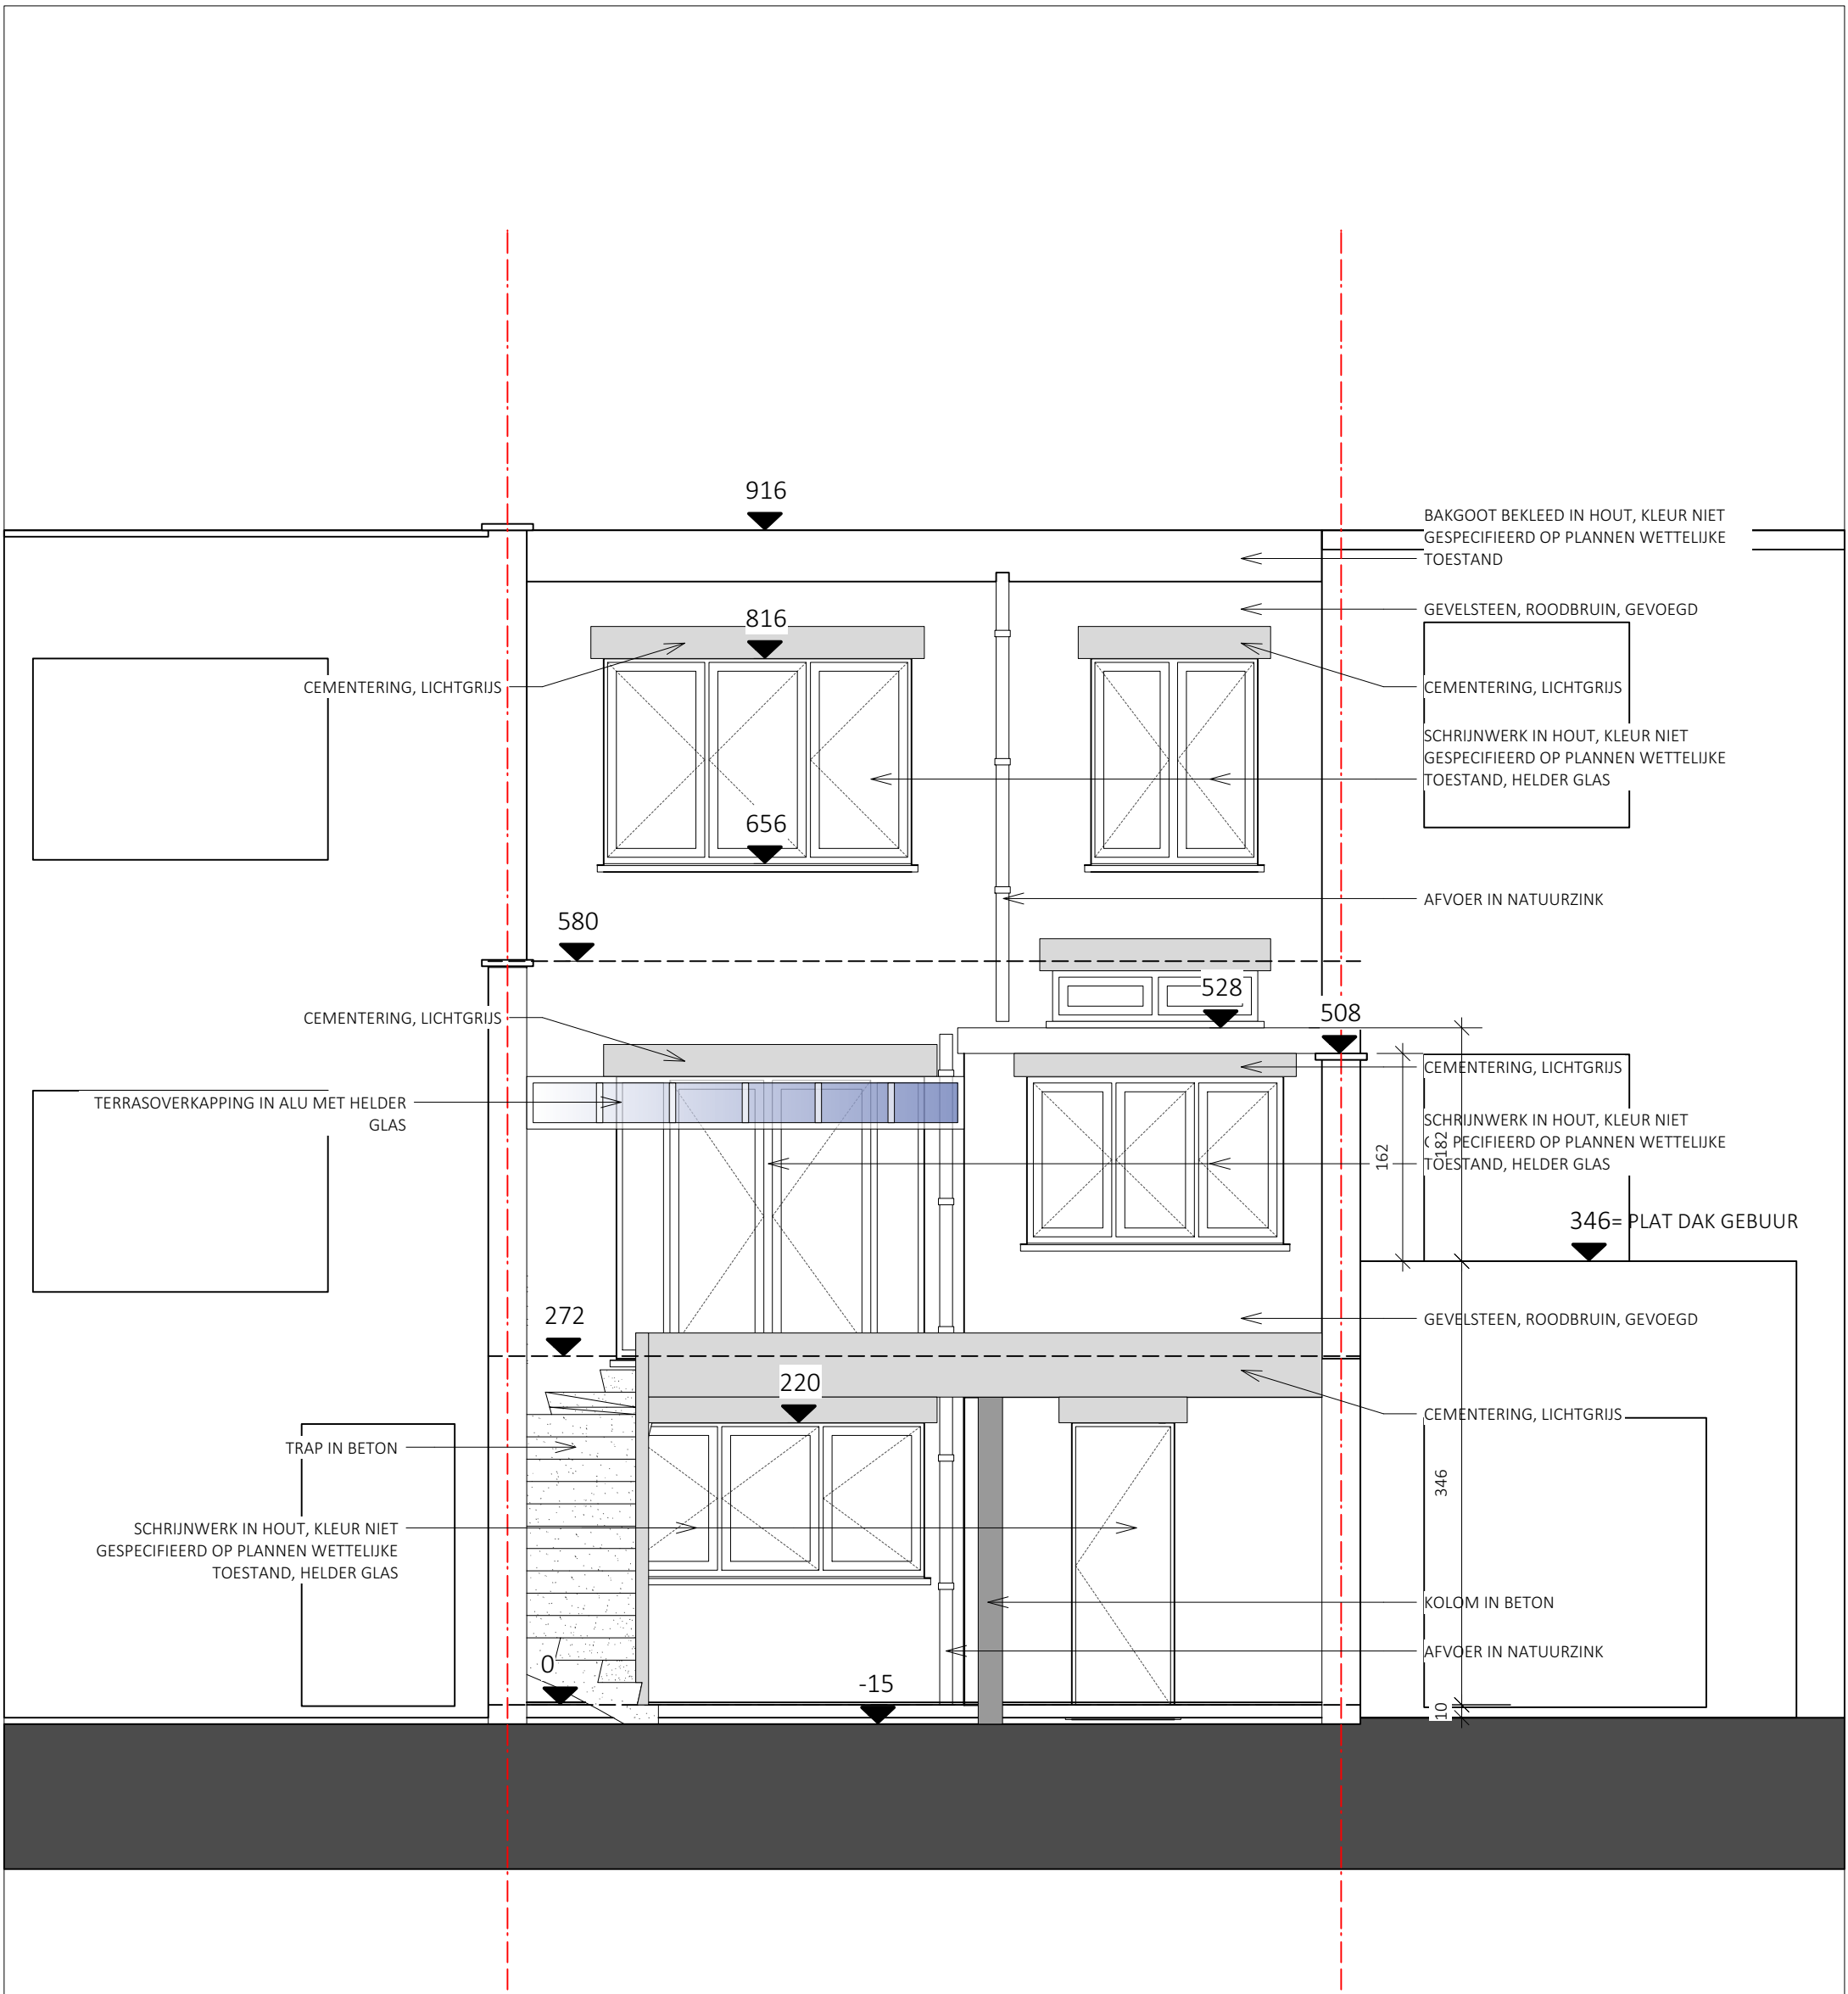 916
BAKGOOT BEKLEED IN HOUT, KLEUR NIET
GESPECIFIEERD OP PLANNEN WETTELIJKE
TOESTAND
GEVELSTEEN, ROODBRUIN, GEVOEGD
816
CEMENTERING, LICHTGRIJS
CEMENTERING, LICHTGRIJS
SCHRIJNWERK IN HOUT, KLEUR NIET
GESPECIFIEERD OP PLANNEN WETTELIJKE
TOESTAND, HELDER GLAS
656
AFVOER IN NATUURZINK
580
528
508
CEMENTERING, LICHTGRIJS
CEMENTERING, LICHTGRIJS
TERRASOVERKAPPING IN ALU MET HELDER
GLAS
SCHRIJNWERK IN HOUT, KLEUR NIET
PECIFIEERD OP PLANNEN WETTELIJKE
TOESTAND, HELDER GLAS
162
182
346= PLAT DAK GEBUUR
272
GEVELSTEEN, ROODBRUIN, GEVOEGD
220
CEMENTERING, LICHTGRIJS
TRAP IN BETON
346
SCHRIJNWERK IN HOUT, KLEUR NIET
GESPECIFIEERD OP PLANNEN WETTELIJKE
TOESTAND, HELDER GLAS
KOLOM IN BETON
AFVOER IN NATUURZINK
0
-15
10